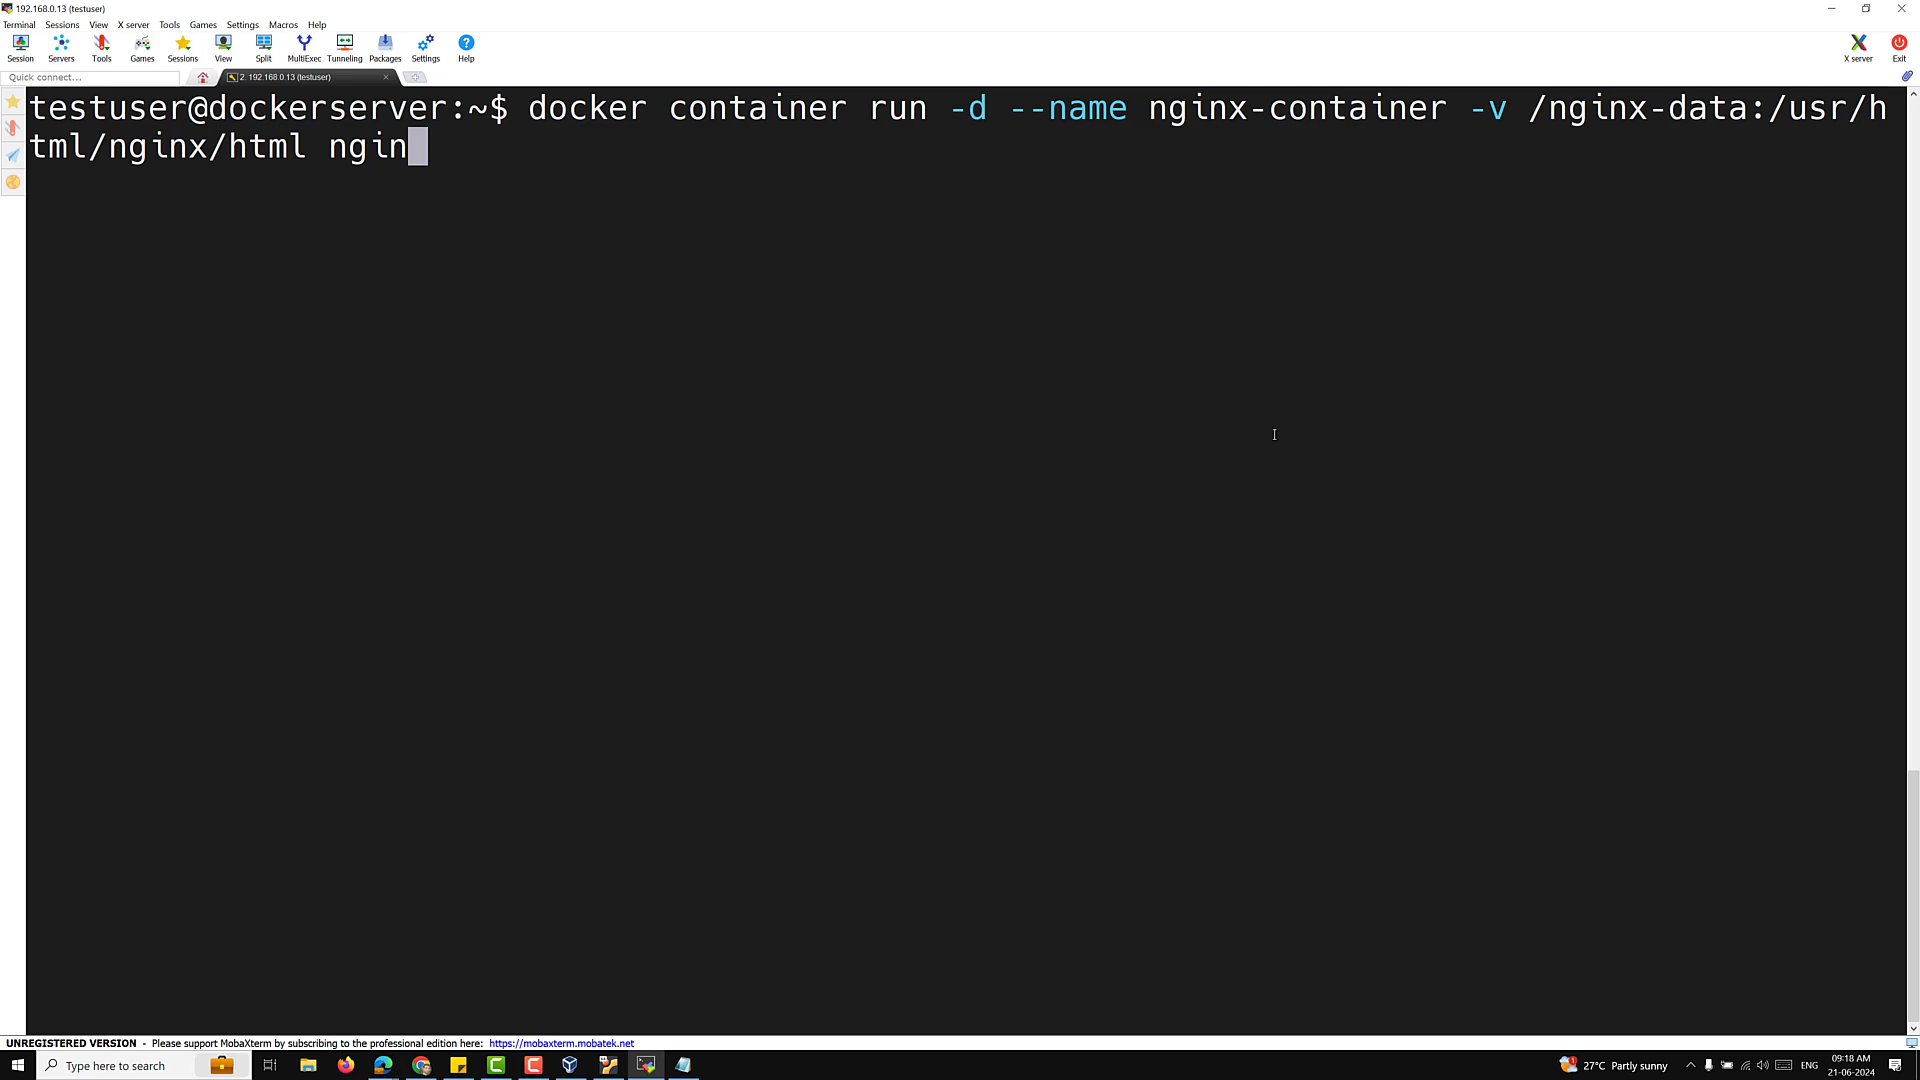 192.168.0.13 (testuser)
Terminal Sessions View X server Tools Games Settings Macros Help
Session Servers Tools Games Sessions View Split MultiExec Tunneling Packages Settings Help X server Exit
Quick connect... 2. 192.168.0.13 (testuser)
testuser@dockerserver:~$ docker container run -d --name nginx-container -v /nginx-data:/usr/h
tml/nginx/html ngin
UNREGISTERED VERSION - Please support MobaXterm by subscribing to the professional edition here: https://mobaxterm.mobatek.net
Type here to search 27°C Partly sunny ENG 09:18 AM
21-06-2024